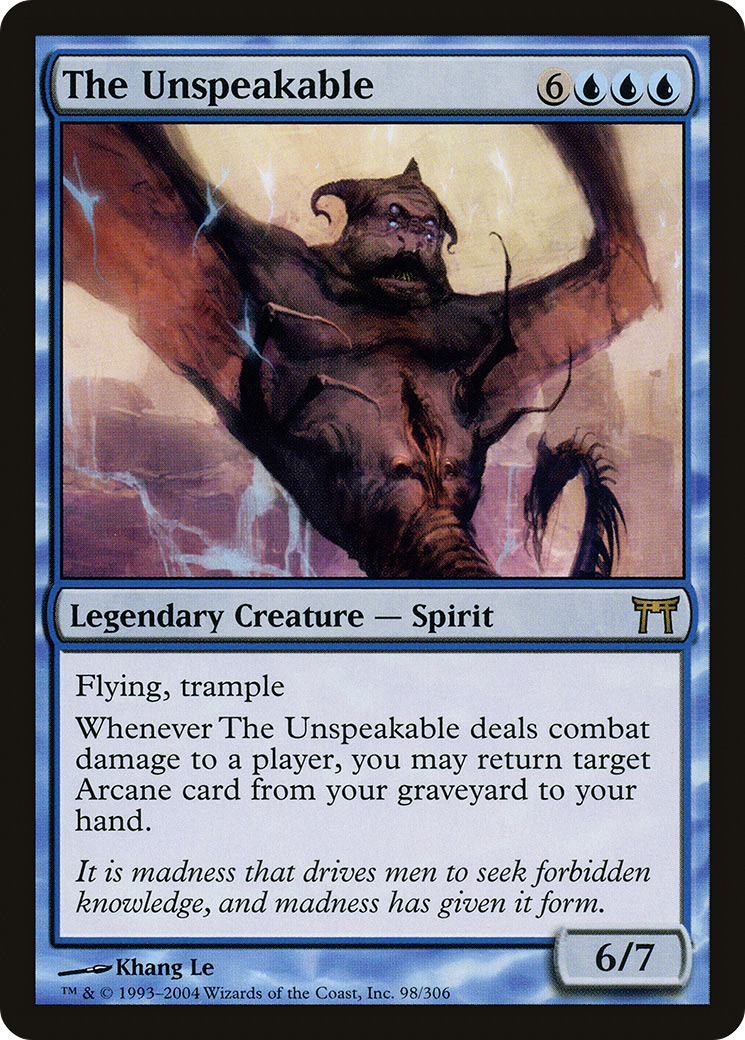 The Unspeakable 6
Legendary Creature — Spirit
Flying, trample
Whenever The Unspeakable deals combat
damage to a player, you may return target
Arcane card from your graveyard to your
hand.
It is madness that drives men to seek forbidden
knowledge, and madness has given it form.
6/7
Khang Le
™ & © 1993–2004 Wizards of the Coast, Inc. 98/306